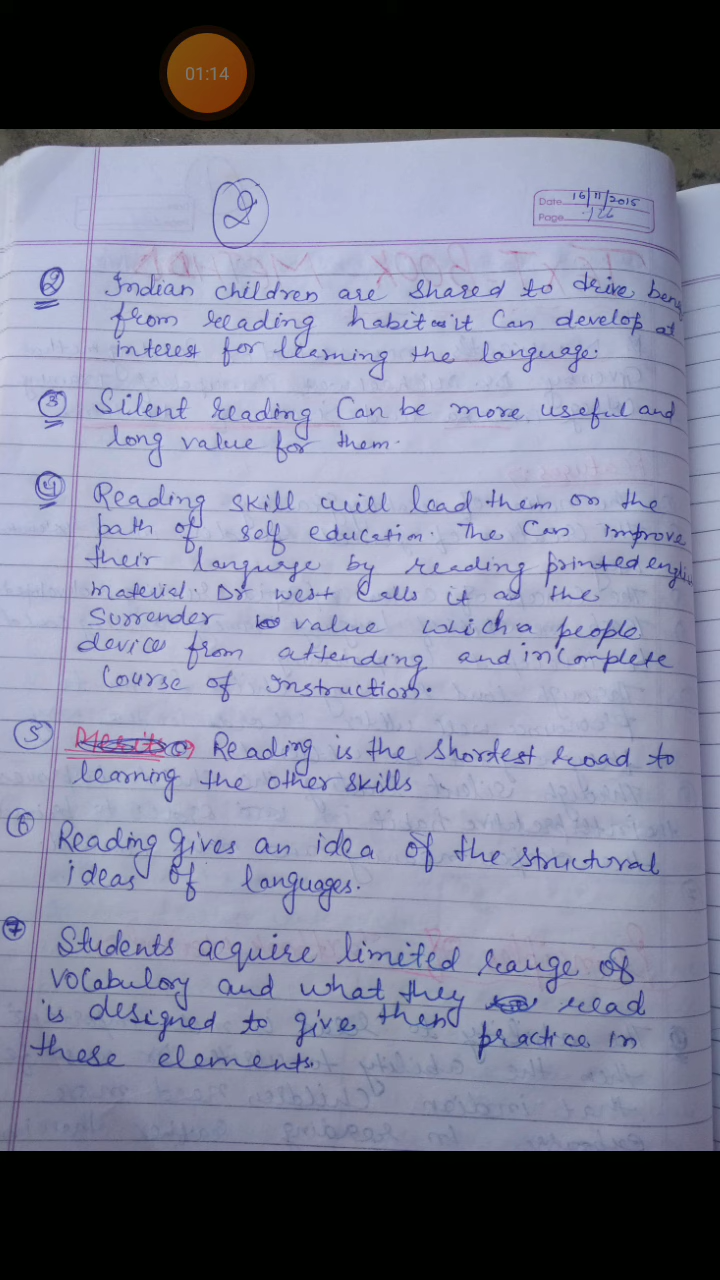 01:14
2
Date 16/11/2015
Page 126
2 Indian children are shared to drive bene
from reading habit as it Can develop at
interest for learning the language.
3 Silent reading Can be more useful and
long value for them.
4 Reading skill will lead them on the
path of self education. The Can improve
their language by reading printed englis
material. Dr west Calls it as the
Surrender value which a people
device from attending and incomplete
Course of Instruction.
5 Reading is the shortest road to
learning the other skills
6 Reading gives an idea of the structural
ideas of languages.
7 Students acquire limited range of
vocabulory and what they read
is designed to give them practice in
these elements.